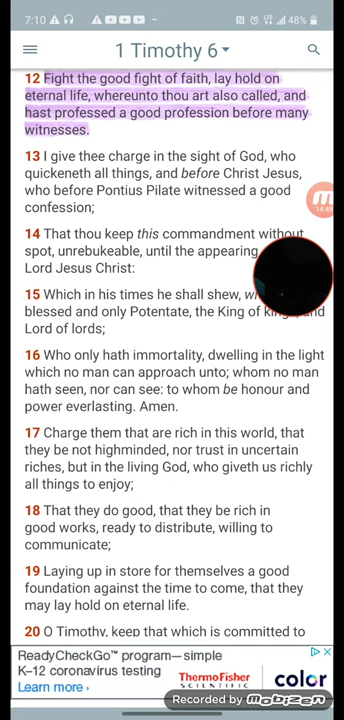 7:10
48%
1 Timothy 6
12 Fight the good fight of faith, lay hold on
eternal life, whereunto thou art also called, and
hast professed a good profession before many
witnesses.
13 I give thee charge in the sight of God, who
quickeneth all things, and before Christ Jesus,
who before Pontius Pilate witnessed a good
confession;
14 That thou keep this commandment without
spot, unrebukeable, until the appearing
Lord Jesus Christ:
15 Which in his times he shall shew,
blessed and only Potentate, the King of kings, and
Lord of lords;
16 Who only hath immortality, dwelling in the light
which no man can approach unto; whom no man
hath seen, nor can see: to whom be honour and
power everlasting. Amen.
17 Charge them that are rich in this world, that
they be not highminded, nor trust in uncertain
riches, but in the living God, who giveth us richly
all things to enjoy;
18 That they do good, that they be rich in
good works, ready to distribute, willing to
communicate;
19 Laying up in store for themselves a good
foundation against the time to come, that they
may lay hold on eternal life.
20 O Timothy, keep that which is committed to
ReadyCheckGo™ program—simple
K–12 coronavirus testing
Learn more ›
ThermoFisher
SCIENTIFIC
color
Recorded by MOBIZEN